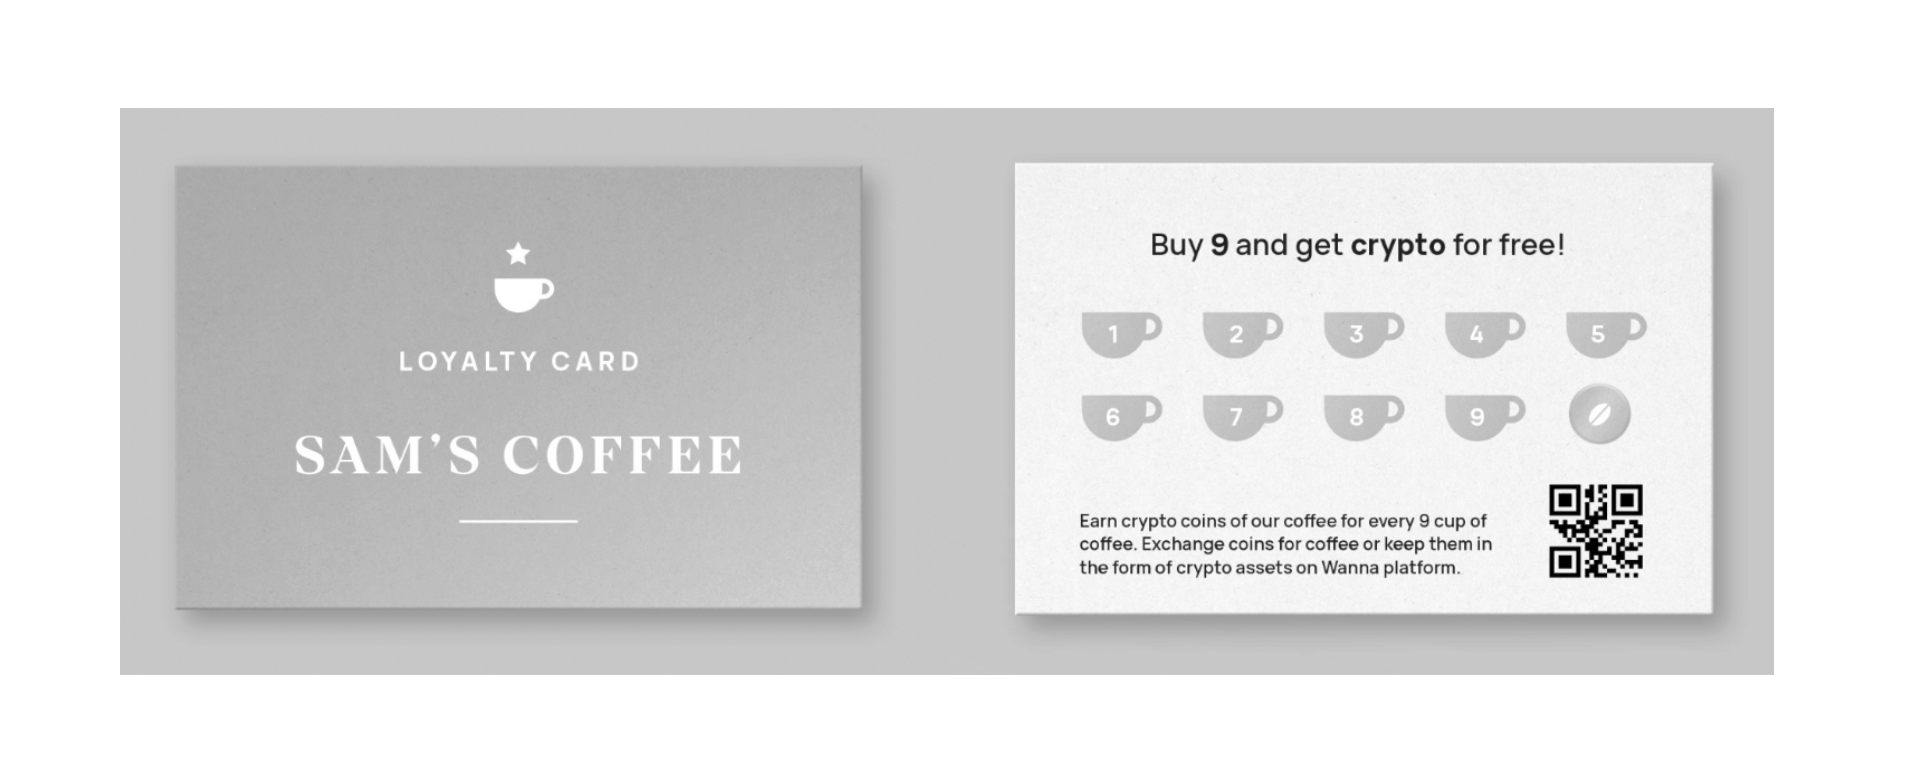 LOYALTY CARD
SAM’S COFFEE
Buy 9 and get crypto for free!
1 2 3 4 5
6 7 8 9
Earn crypto coins of our coffee for every 9 cup of
coffee. Exchange coins for coffee or keep them in
the form of crypto assets on Wanna platform.